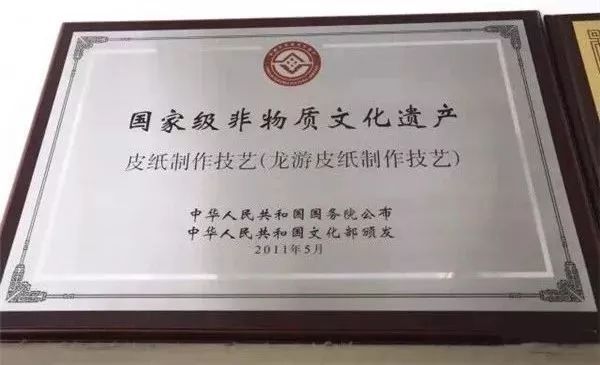 国家级非物质文化遗产
皮纸制作技艺(龙游皮纸制作技艺)
中华人民共和国国务院公布
中华人民共和国文化部颁发
2011年5月